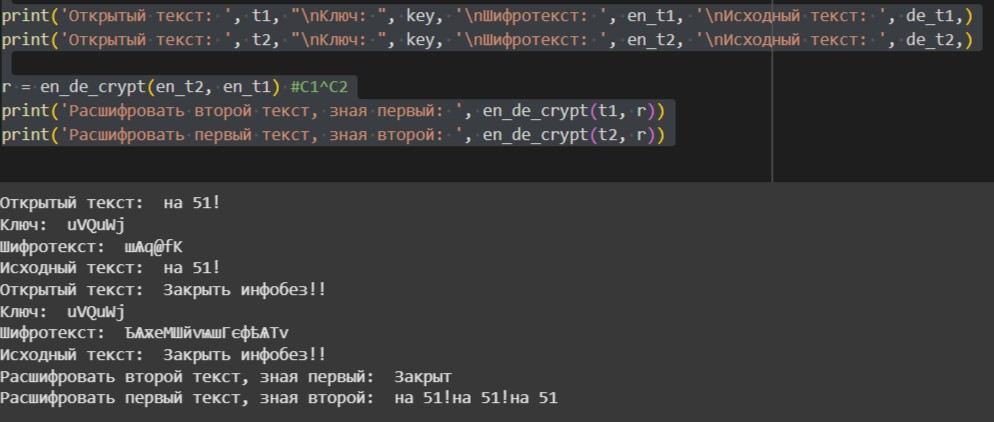 print('Открытый текст: ', t1, "\nКлюч: ", key, '\nШифротекст: ', en_t1, '\nИсходный текст: ', de_t1,)
print('Открытый текст: ', t2, "\nКлюч: ", key, '\nШифротекст: ', en_t2, '\nИсходный текст: ', de_t2,)
r = en_de_crypt(en_t2, en_t1) #C1^C2
print('Расшифровать второй текст, зная первый: ', en_de_crypt(t1, r))
print('Расшифровать первый текст, зная второй: ', en_de_crypt(t2, r))
Открытый текст:  на 51!
Ключ:  uVQuWj
Шифротекст:  шѦq@fK
Исходный текст:  на 51!
Открытый текст:  Закрыть инфобез!!
Ключ:  uVQuWj
Шифротекст:
Исходный текст:  Закрыть инфобез!!
Расшифровать второй текст, зная первый:  Закрыт
Расшифровать первый текст, зная второй:  на 51!на 51!на 51